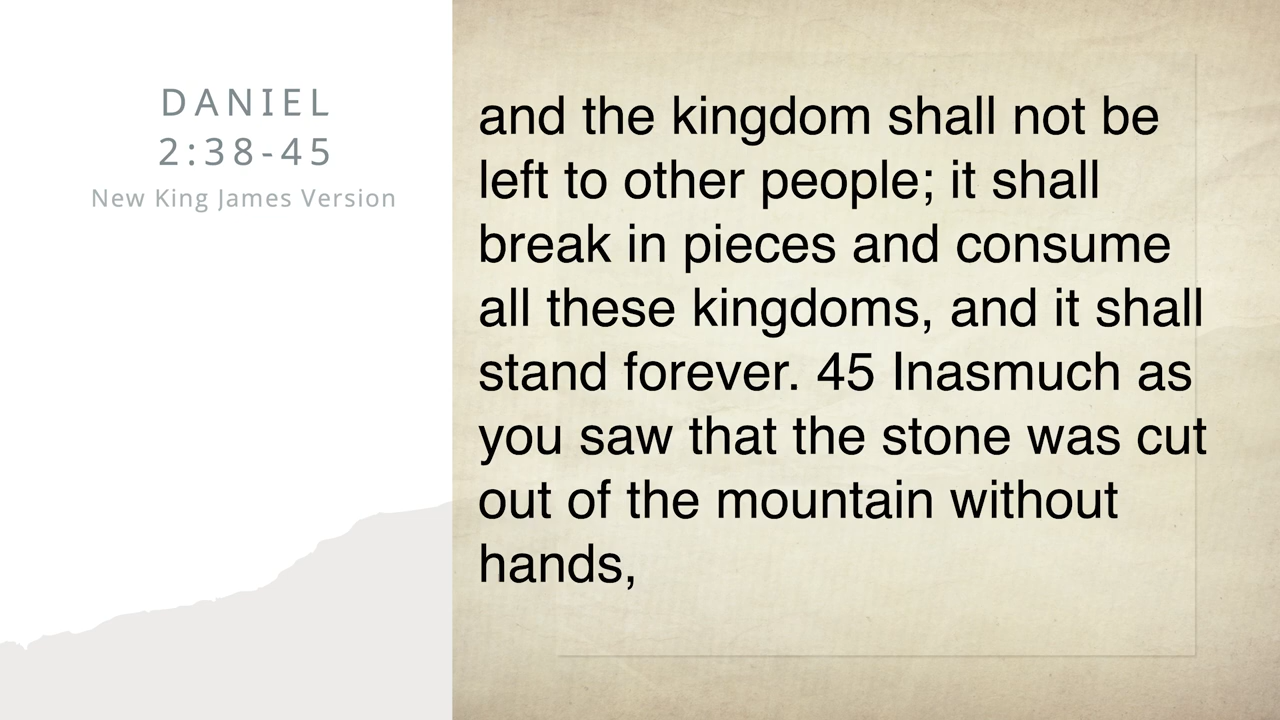 DANIEL
2:38-45
New King James Version
and the kingdom shall not be
left to other people; it shall
break in pieces and consume
all these kingdoms, and it shall
stand forever. 45 Inasmuch as
you saw that the stone was cut
out of the mountain without
hands,